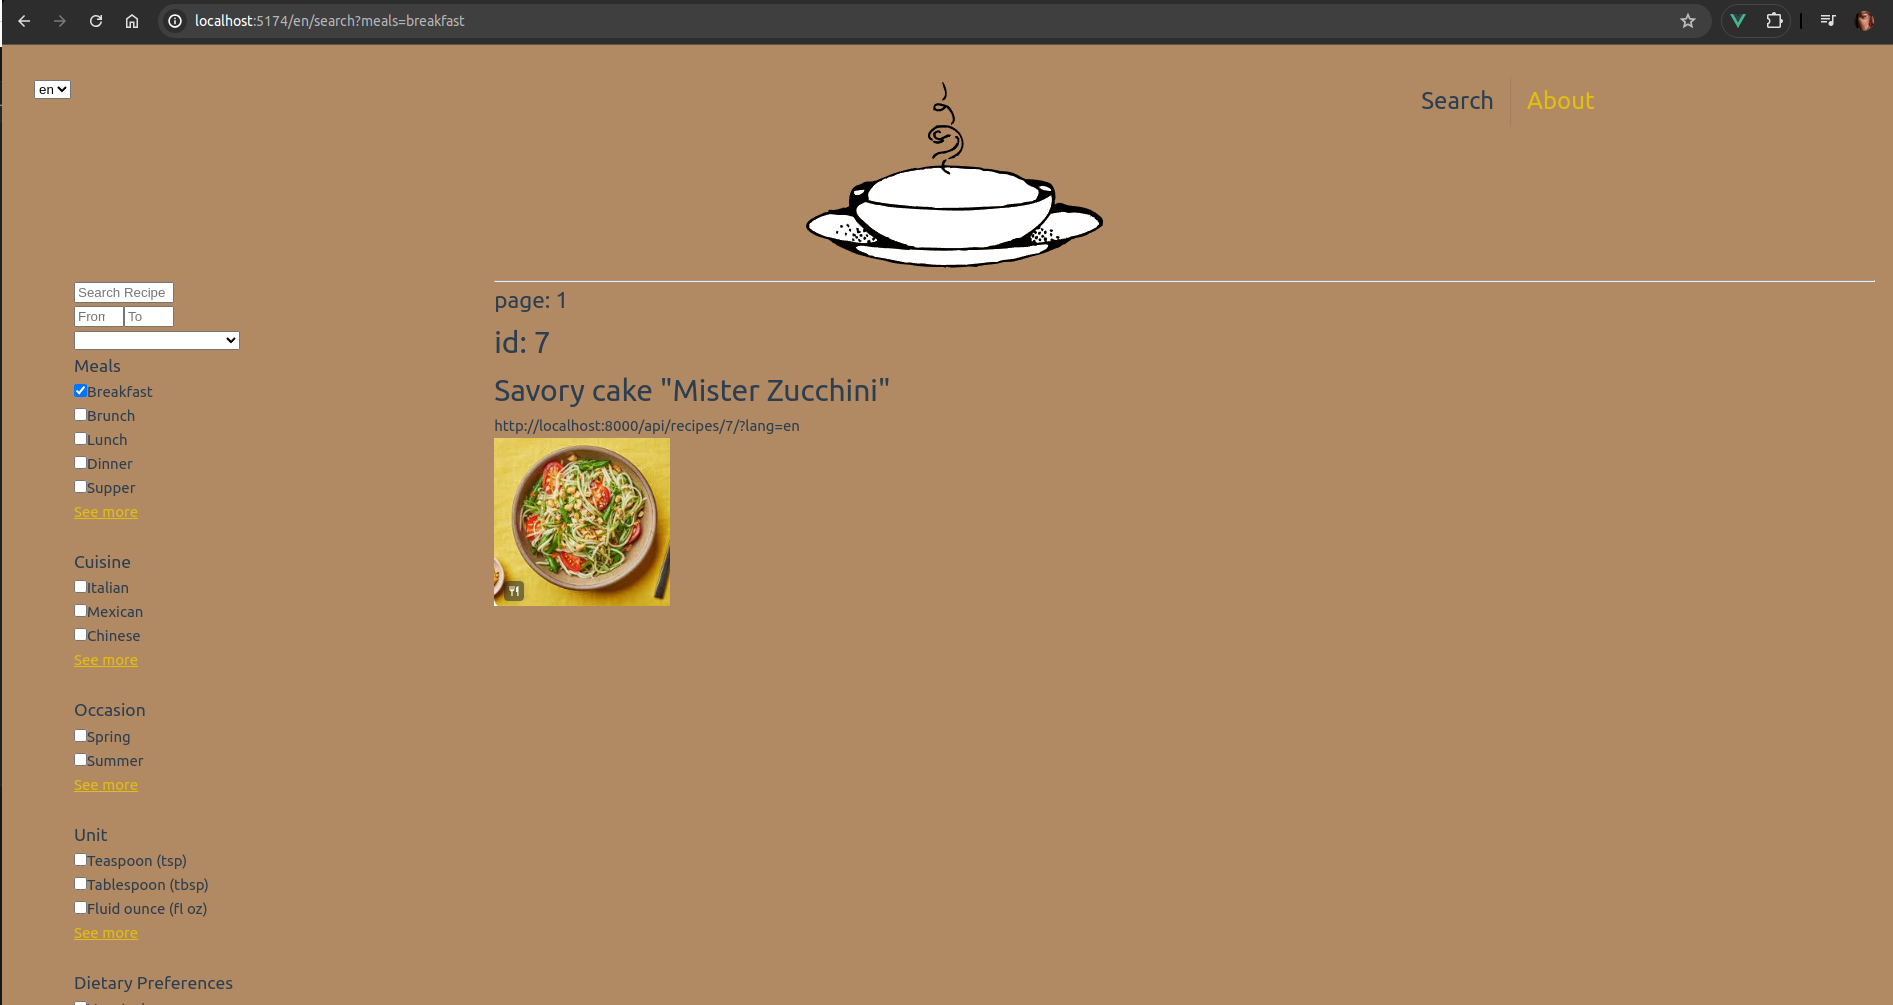 localhost:5174/en/search?meals=breakfast
en
Search
About
Search Recipe
From
To
Meals
Breakfast
Brunch
Lunch
Dinner
Supper
See more
Cuisine
Italian
Mexican
Chinese
See more
Occasion
Spring
Summer
See more
Unit
Teaspoon (tsp)
Tablespoon (tbsp)
Fluid ounce (fl oz)
See more
Dietary Preferences
page: 1
id: 7
Savory cake "Mister Zucchini"
http://localhost:8000/api/recipes/7/?lang=en